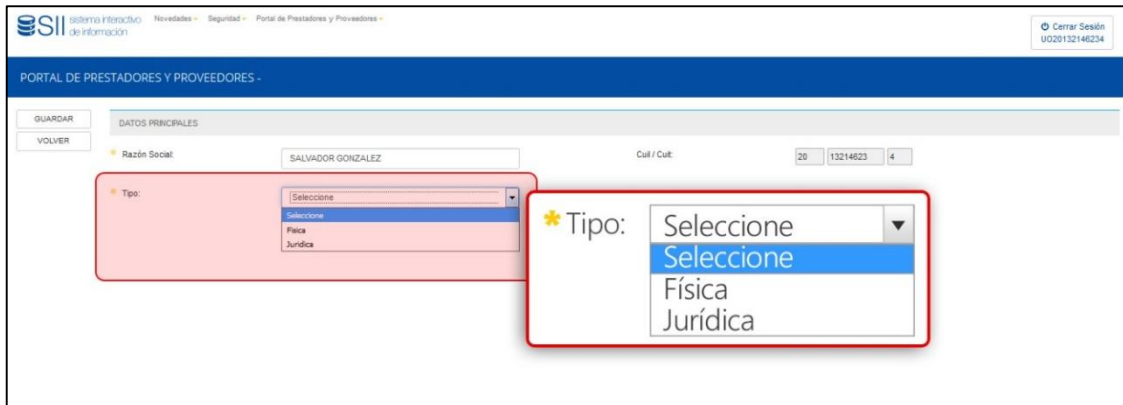 SII sistema interactivo de información
Novedades Seguridad Portal de Prestadores y Proveedores
Cerrar Sesión
UO20132146234
PORTAL DE PRESTADORES Y PROVEEDORES -
GUARDAR
VOLVER
DATOS PRINCIPALES
* Razón Social: SALVADOR GONZALEZ Cuil / Cuit: 20 13214623 4
* Tipo: Seleccione
Seleccione
Física
Jurídica
* Tipo: Seleccione
Seleccione
Física
Jurídica